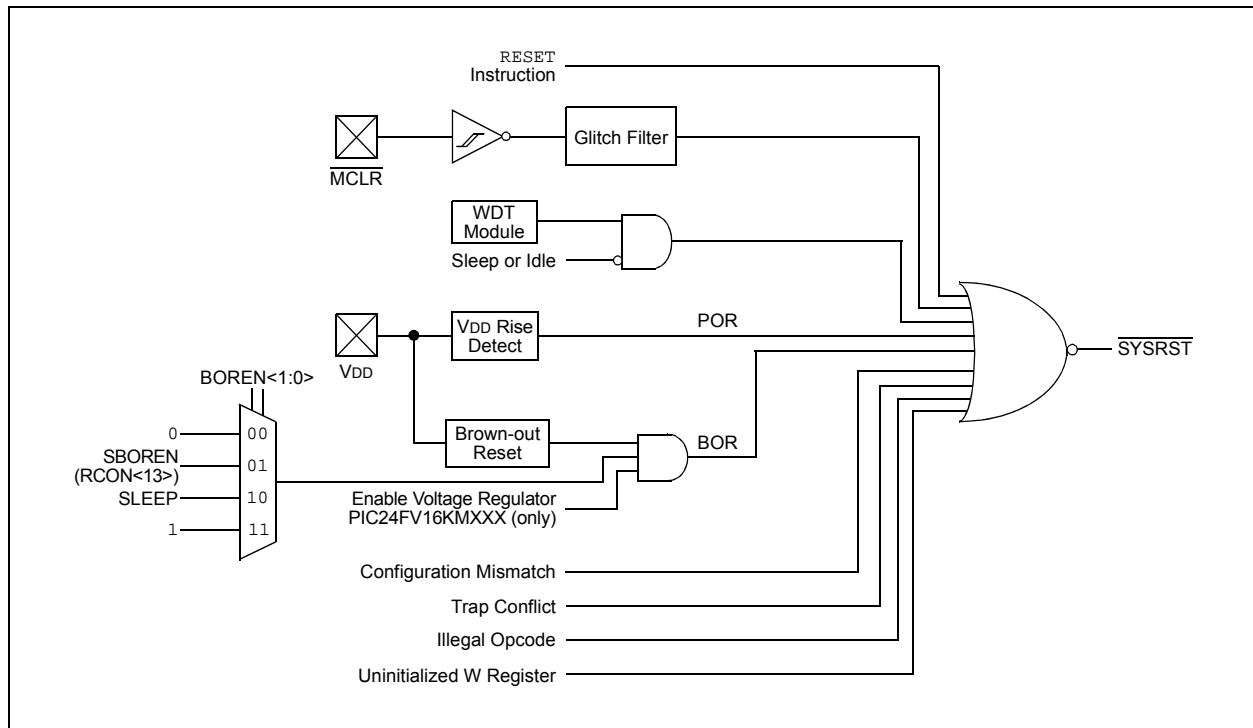 RESET
Instruction
Glitch Filter
MCLR
WDT
Module
Sleep or Idle
VDD Rise
Detect
POR
SYSRST
VDD
BOREN<1:0>
0
00
SBOREN
(RCON<13>)
01
SLEEP
10
1
11
Brown-out
Reset
BOR
Enable Voltage Regulator
PIC24FV16KMXXX (only)
Configuration Mismatch
Trap Conflict
Illegal Opcode
Uninitialized W Register